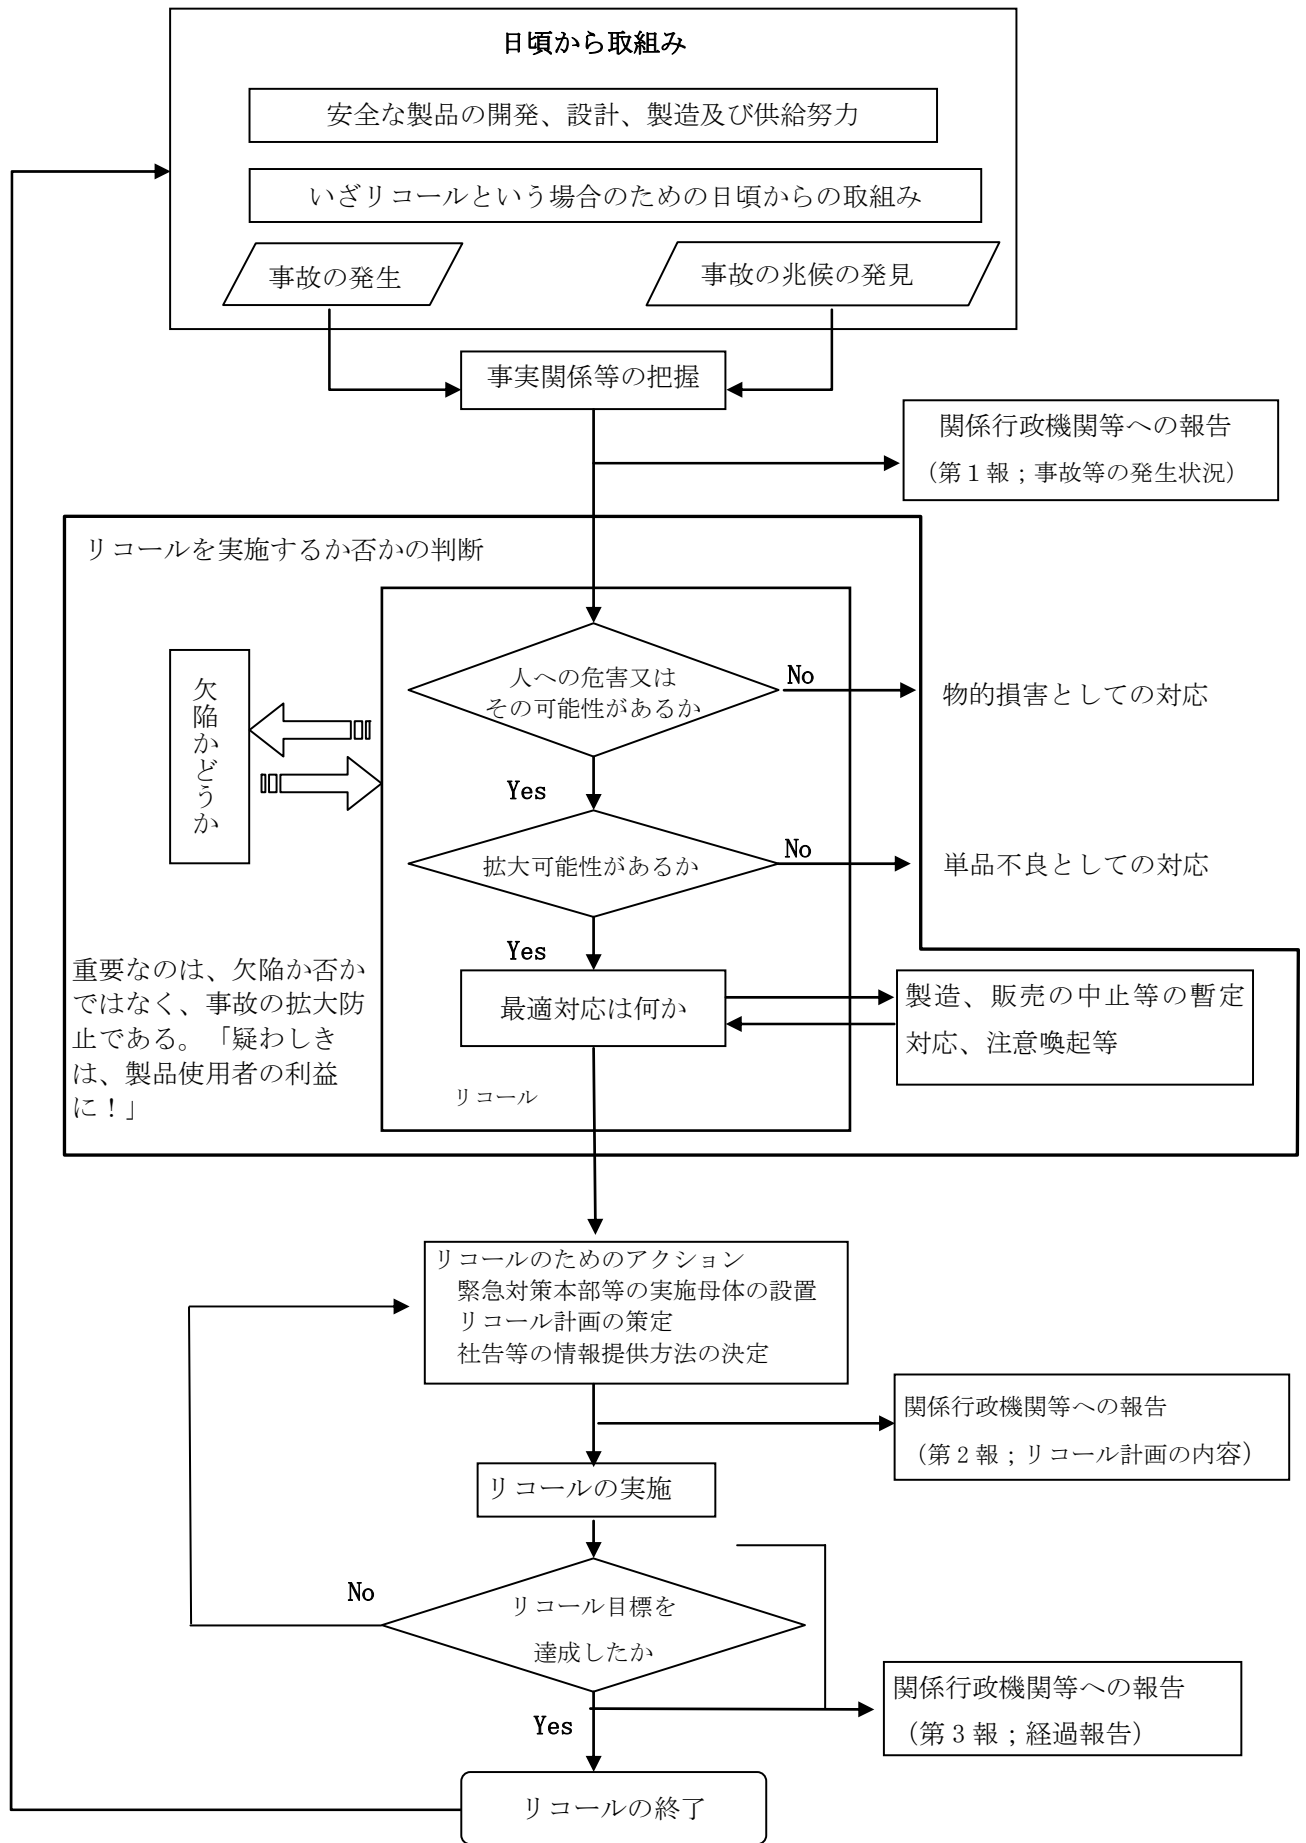 日頃から取組み
安全な製品の開発、設計、製造及び供給努力
いざリコールという場合のための日頃からの取組み
事故の発生
事故の兆候の発見
事実関係等の把握
関係行政機関等への報告
（第１報；事故等の発生状況）
リコールを実施するか否かの判断
人への危害又は
その可能性があるか
No
物的損害としての対応
欠陥かどうか
Yes
拡大可能性があるか
No
単品不良としての対応
Yes
重要なのは、欠陥か否か
ではなく、事故の拡大防
止である。「疑わしき
は、製品使用者の利益
に！」
最適対応は何か
製造、販売の中止等の暫定
対応、注意喚起等
リコール
リコールのためのアクション
緊急対策本部等の実施母体の設置
リコール計画の策定
社告等の情報提供方法の決定
関係行政機関等への報告
（第２報；リコール計画の内容）
リコールの実施
No
リコール目標を
達成したか
関係行政機関等への報告
（第３報；経過報告）
Yes
リコールの終了